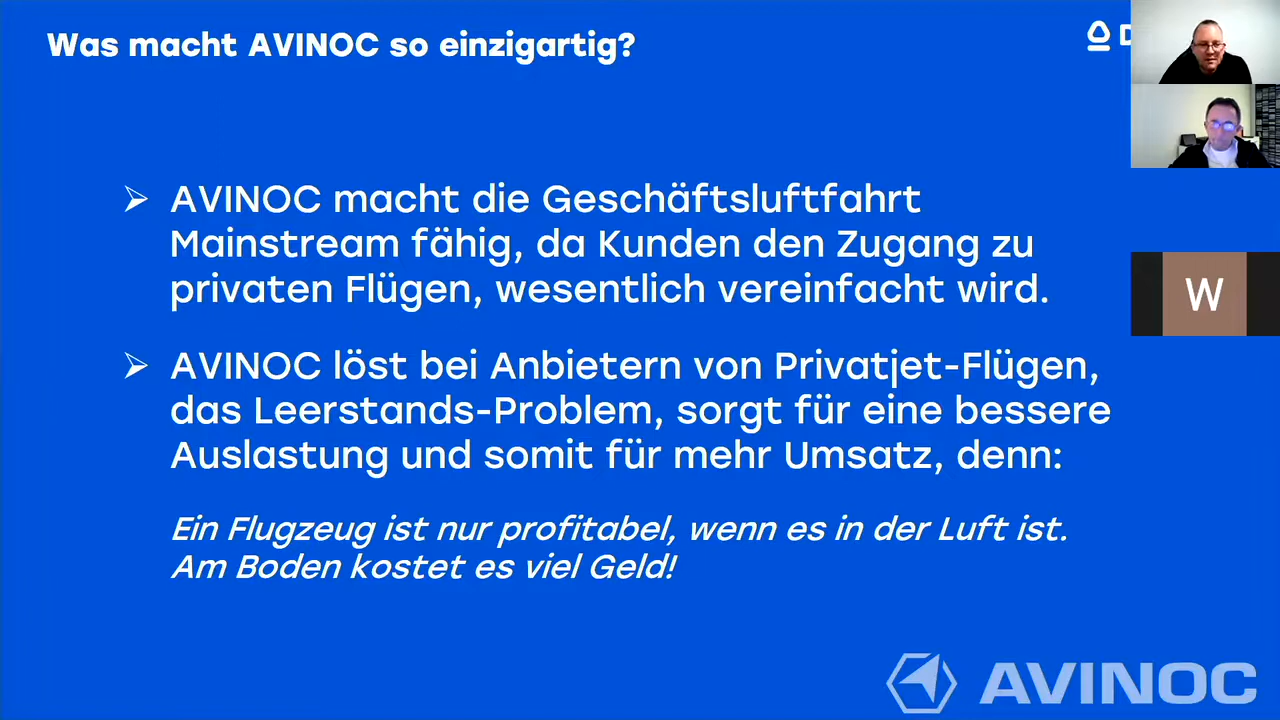 Was macht AVINOC so einzigartig?
D
➢ AVINOC macht die Geschäftsluftfahrt
Mainstream fähig, da Kunden den Zugang zu
privaten Flügen, wesentlich vereinfacht wird.
➢ AVINOC löst bei Anbietern von Privatjet-Flügen,
das Leerstands-Problem, sorgt für eine bessere
Auslastung und somit für mehr Umsatz, denn:
Ein Flugzeug ist nur profitabel, wenn es in der Luft ist.
Am Boden kostet es viel Geld!
W
AVINOC